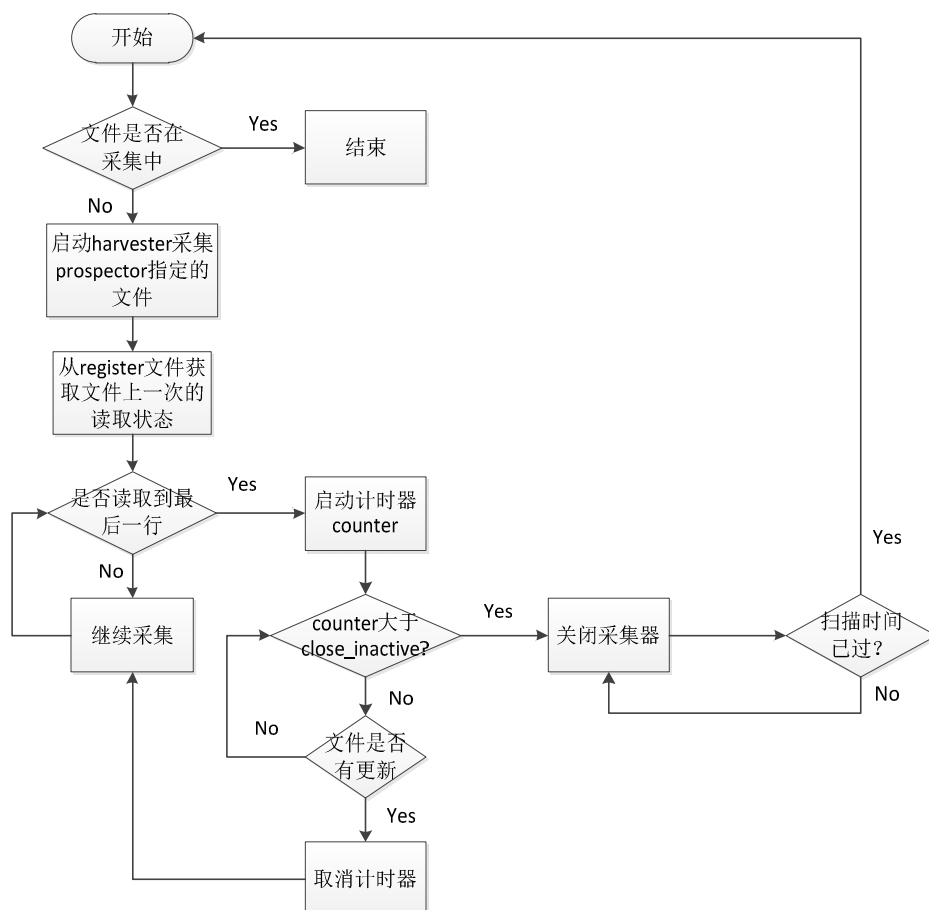 开始
文件是否在
采集中
Yes
结束
No
启动harvester采集
prospector指定的
文件
从register文件获
取文件上一次的
读取状态
是否读取到最
后一行
Yes
启动计时器
counter
No
继续采集
counter大于
close_inactive?
Yes
关闭采集器
扫描时间
已过？
Yes
No
No
No
文件是否
有更新
Yes
取消计时器